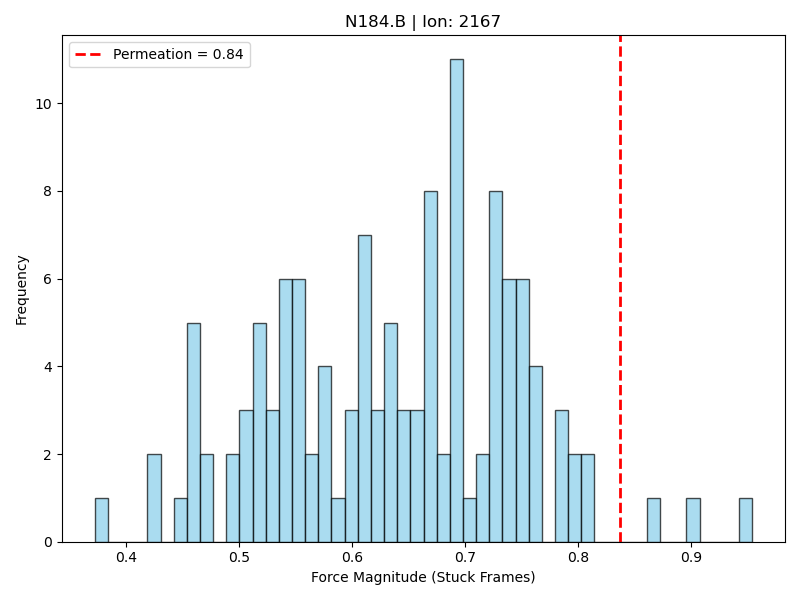 N184.B | Ion: 2167
Permeation = 0.84
10
8
6
4
2
0
Frequency
0.4 0.5 0.6 0.7 0.8 0.9
Force Magnitude (Stuck Frames)